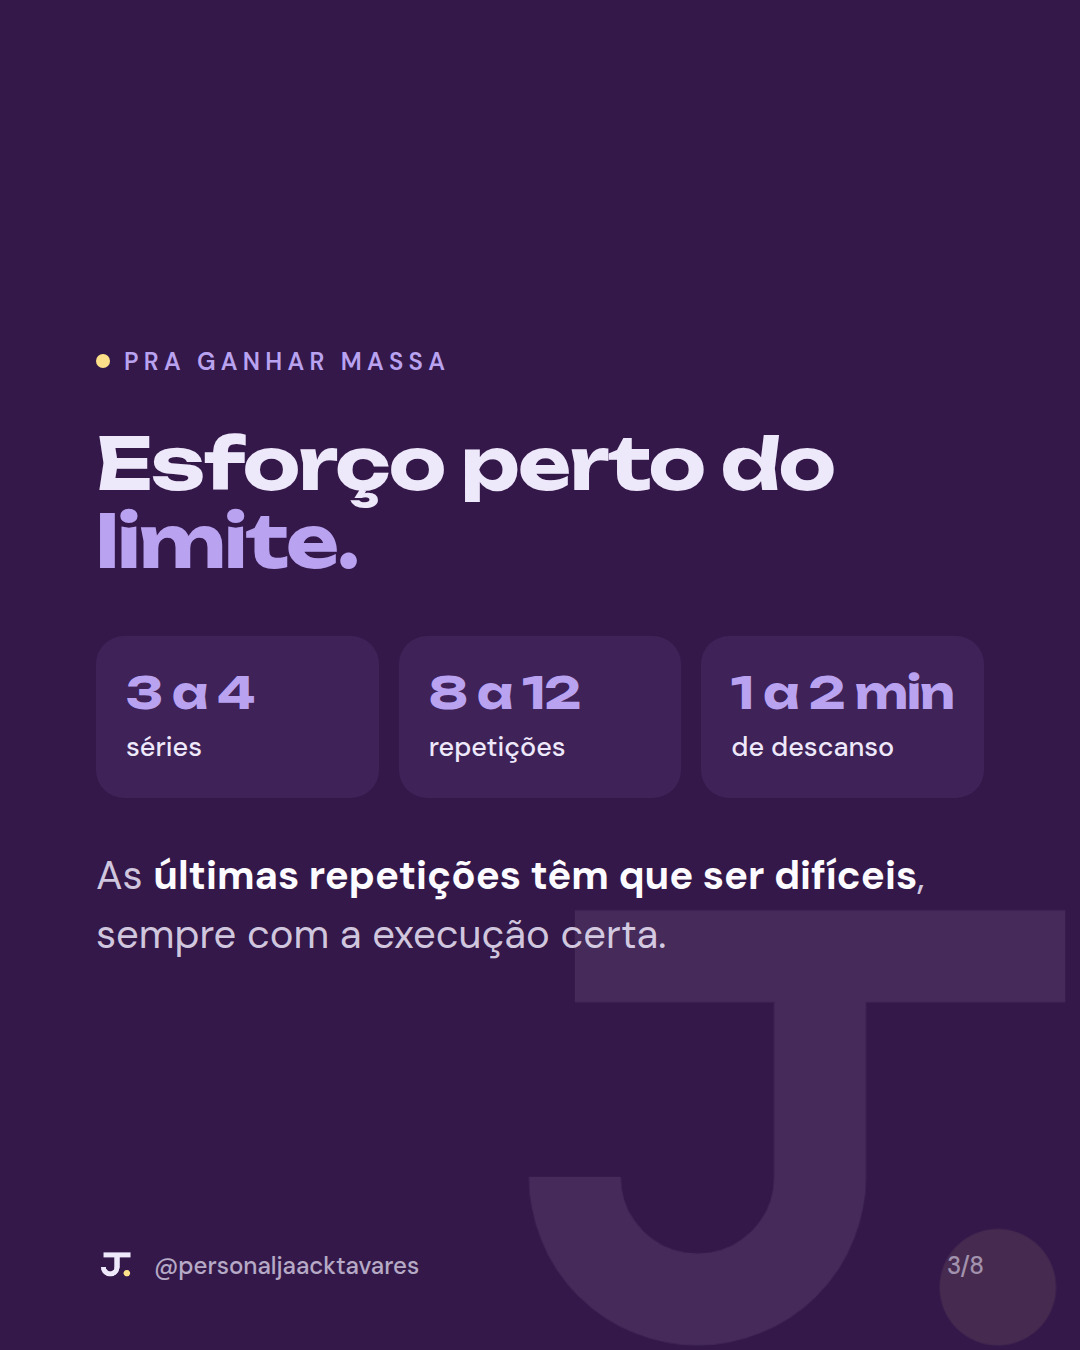 PRA GANHAR MASSA
Esforço perto do
limite.
3 a 4
séries
8 a 12
repetições
1 a 2 min
de descanso
As últimas repetições têm que ser difíceis,
sempre com a execução certa.
J.
@personaljaacktavares
3/8